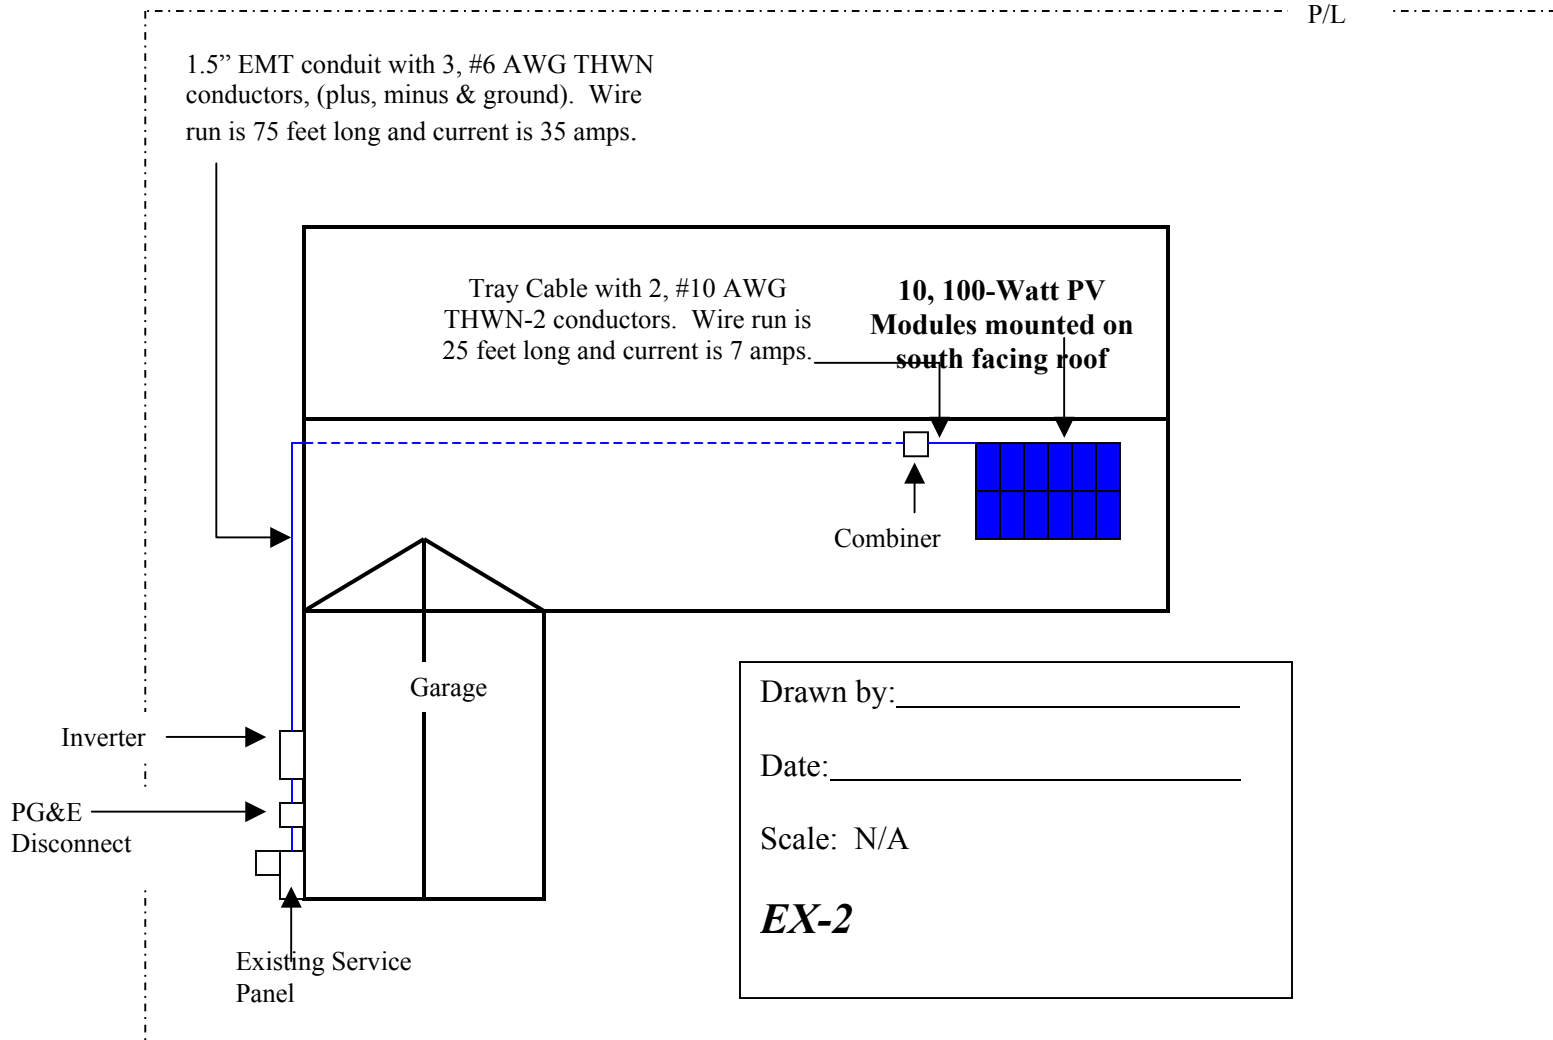 P/L
1.5” EMT conduit with 3, #6 AWG THWN
conductors, (plus, minus & ground).  Wire
run is 75 feet long and current is 35 amps.
Tray Cable with 2, #10 AWG
THWN-2 conductors.  Wire run is
25 feet long and current is 7 amps.
10, 100-Watt PV
Modules mounted on
south facing roof
Combiner
Garage
Inverter
PG&E
Disconnect
Existing Service
Panel
Drawn by:
Date:
Scale:  N/A
EX-2